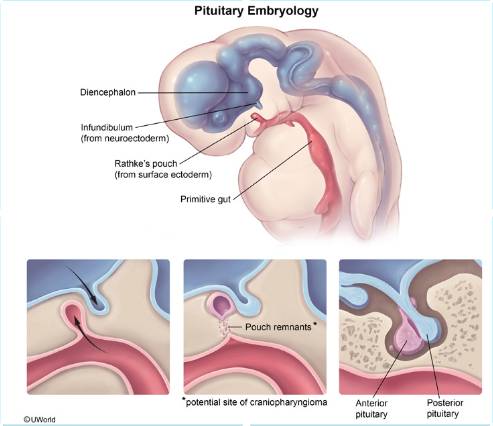 Pituitary Embryology
Diencephalon
Infundibulum
(from neuroectoderm)
Rathke's pouch
(from surface ectoderm)
Primitive gut
Pouch remnants*
*potential site of craniopharyngioma
Anterior
pituitary
Posterior
pituitary
©UWorld